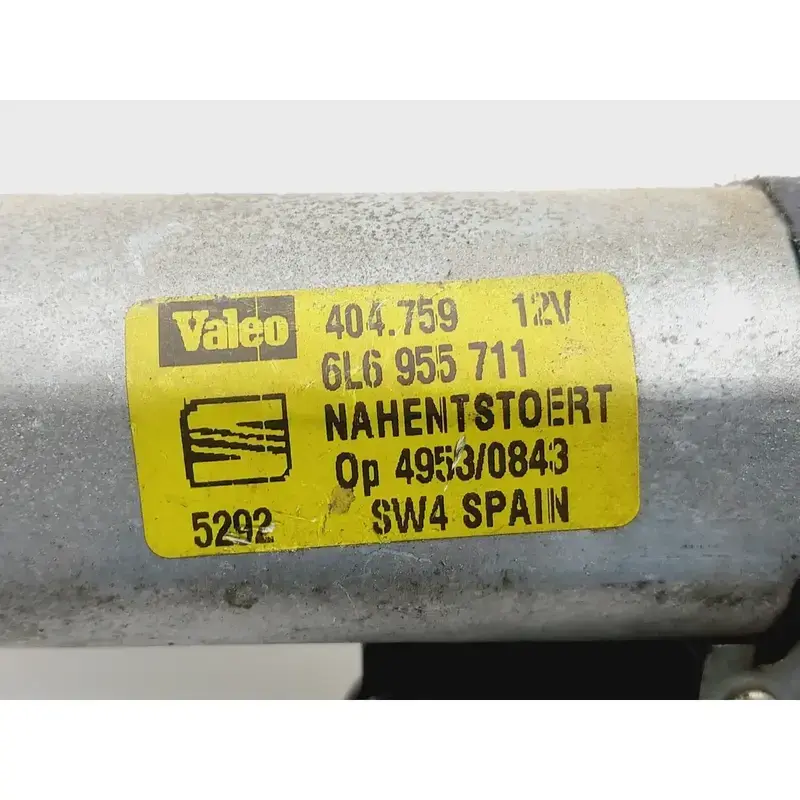 Valeo 404.759 12V
6L6 955 711
NAHENTSTOERT
Op 4953/0843
5292 SW4 SPAIN